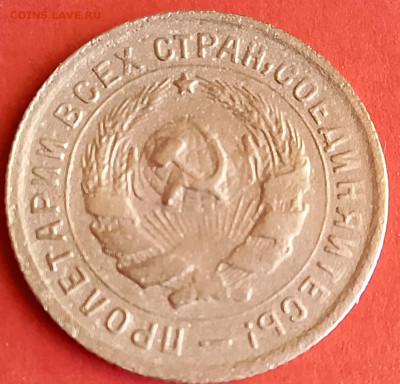 COINS.LAVE.RU
ПРОЛЕТАРИИ ВСЕХ СТРАН, СОЕДИНЯЙТЕСЬ! —